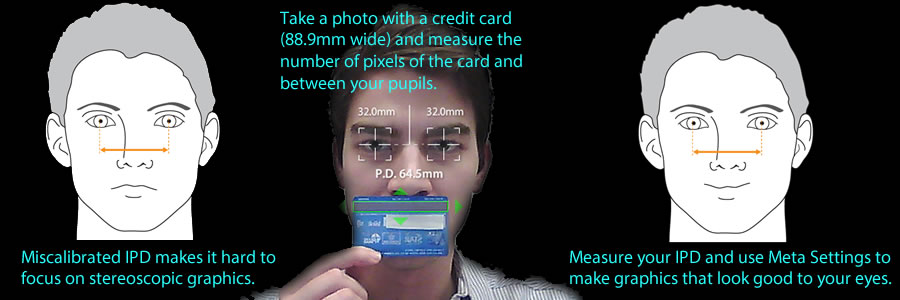 Take a photo with a credit card
(88.9mm wide) and measure the
number of pixels of the card and
between your pupils.
32.0mm 32.0mm
P.D. 64.5mm
Miscalibrated IPD makes it hard to
focus on stereoscopic graphics.
Measure your IPD and use Meta Settings to
make graphics that look good to your eyes.